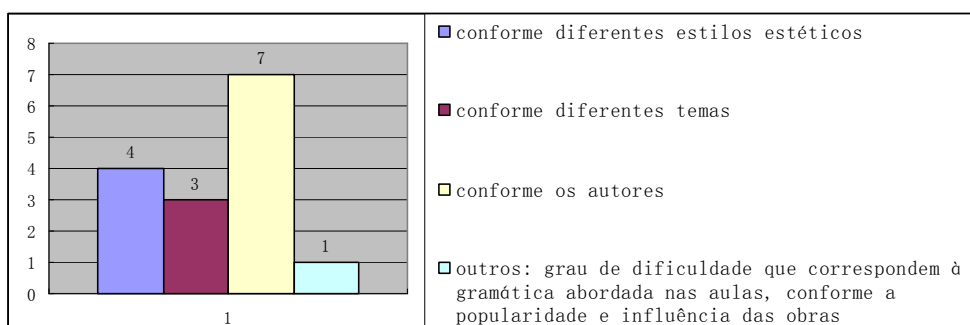 8
7
6
5
4
3
2
1
0
4
3
7
1
1
conforme diferentes estilos estéticos
conforme diferentes temas
conforme os autores
outros: grau de dificuldade que correspondem à
gramática abordada nas aulas, conforme a
popularidade e influência das obras